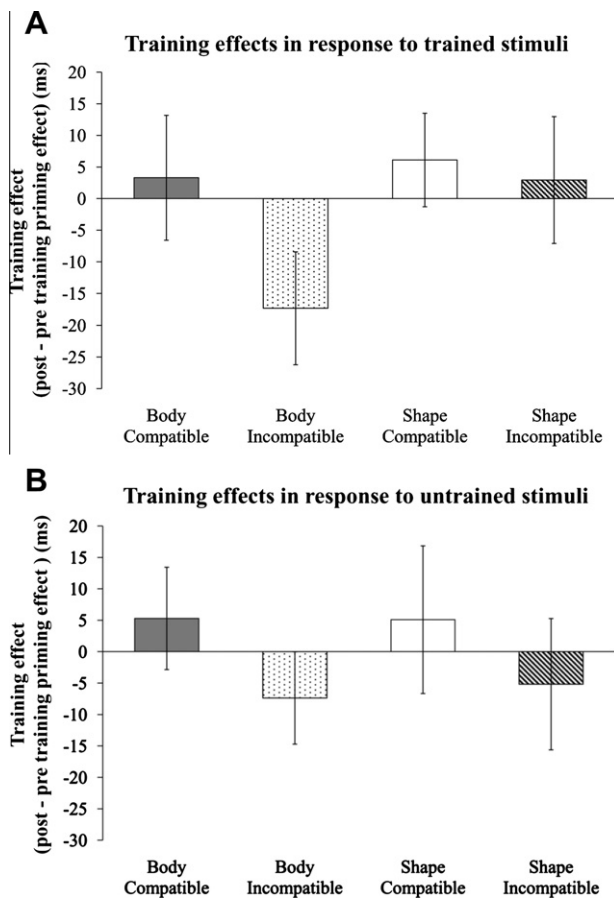 A
Training effects in response to trained stimuli
Training effect
(post - pre training priming effect) (ms)
20
15
10
5
0
-5
-10
-15
-20
-25
-30
Body
Compatible
Body
Incompatible
Shape
Compatible
Shape
Incompatible
B
Training effects in response to untrained stimuli
Training effect
(post - pre training priming effect ) (ms)
20
15
10
5
0
-5
-10
-15
-20
-25
-30
Body
Compatible
Body
Incompatible
Shape
Compatible
Shape
Incompatible